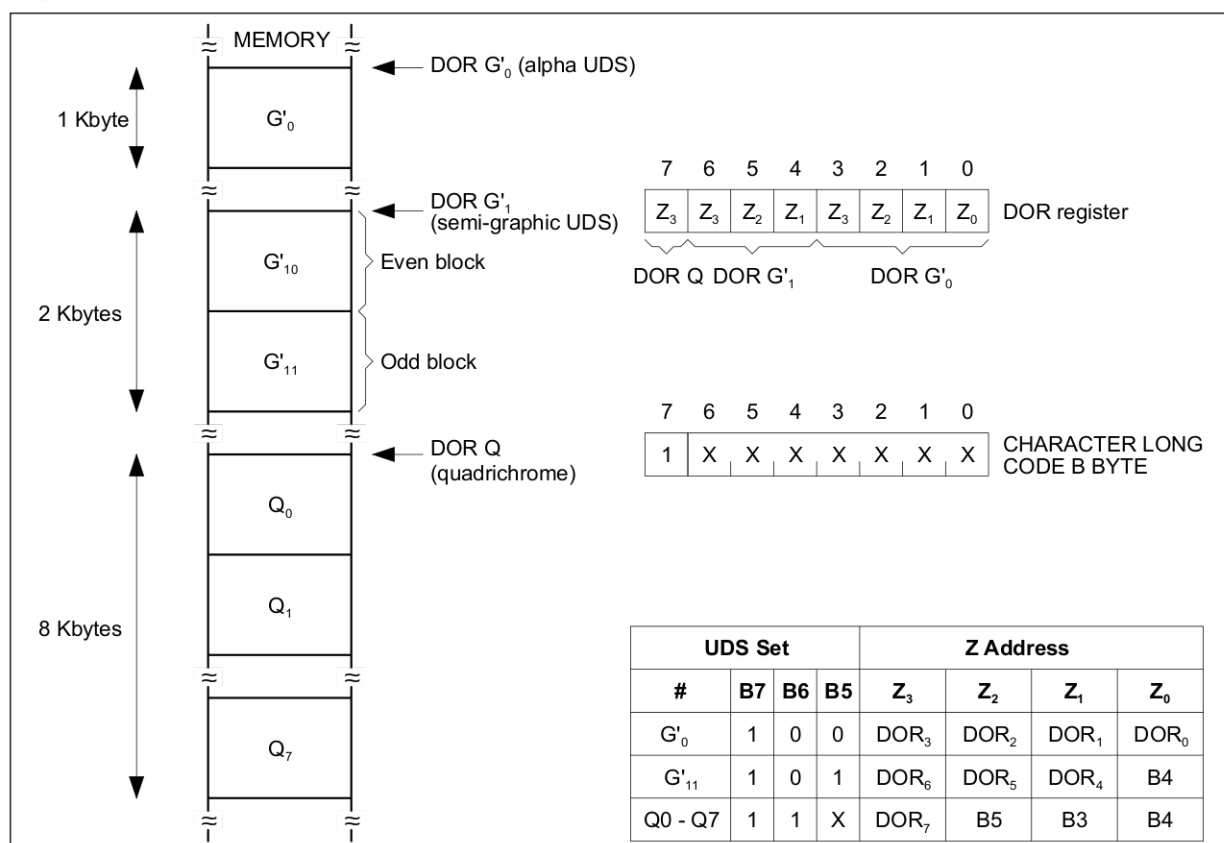 MEMORY
DOR G'₀ (alpha UDS)
1 Kbyte
G'₀
DOR G'₁
(semi-graphic UDS)
2 Kbytes
G'₁₀
Even block
G'₁₁
Odd block
DOR Q
(quadrichrome)
8 Kbytes
Q₀
Q₁
Q₇
7 6 5 4 3 2 1 0
Z₃ Z₃ Z₂ Z₁ Z₃ Z₂ Z₁ Z₀ DOR register
DOR Q DOR G'₁ DOR G'₀
7 6 5 4 3 2 1 0
1 X X X X X X X CHARACTER LONG
CODE B BYTE
UDS Set Z Address
# B7 B6 B5 Z₃ Z₂ Z₁ Z₀
G'₀ 1 0 0 DOR₃ DOR₂ DOR₁ DOR₀
G'₁₁ 1 0 1 DOR₆ DOR₅ DOR₄ B4
Q0 - Q7 1 1 X DOR₇ B5 B3 B4